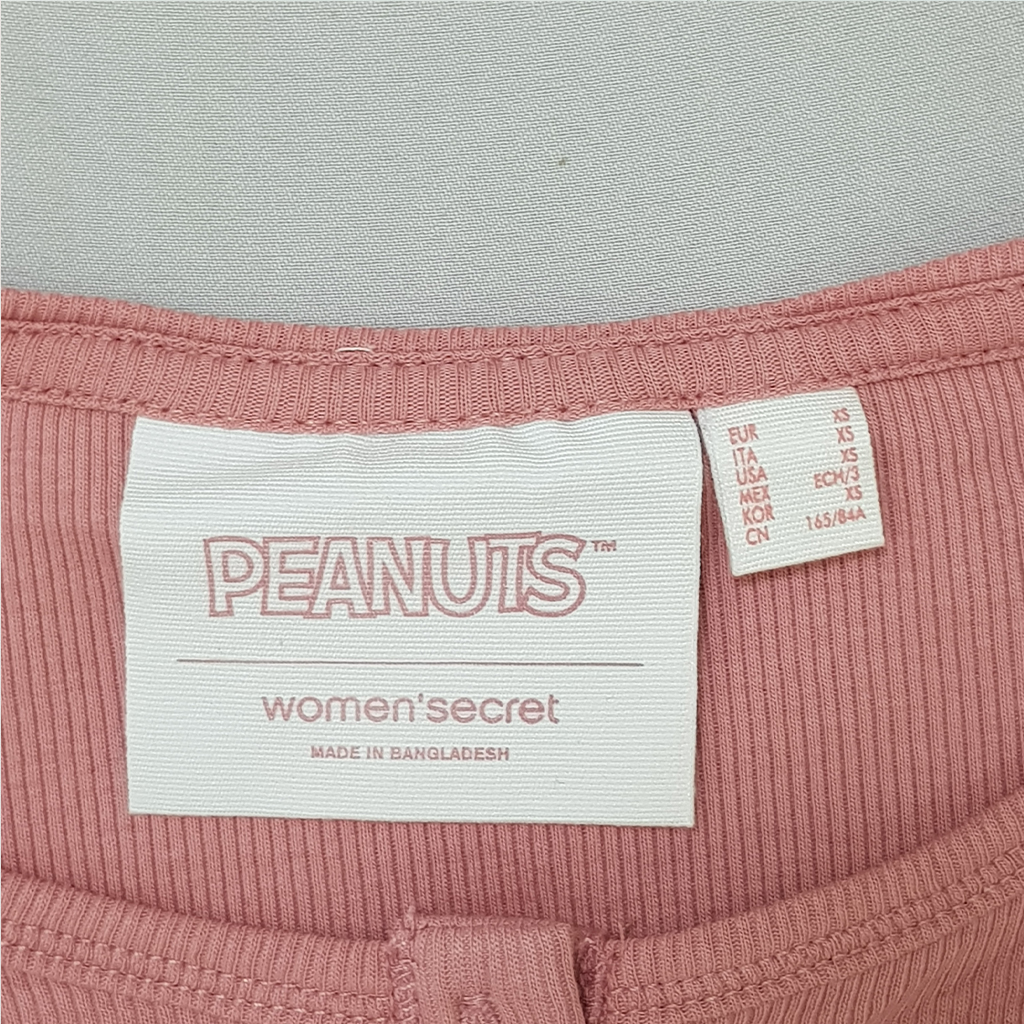 PEANUTS™
women'secret
MADE IN BANGLADESH
EUR XS
ITA XS
USA XS
MEX ECH/3
KOR XS
CN 165/84A